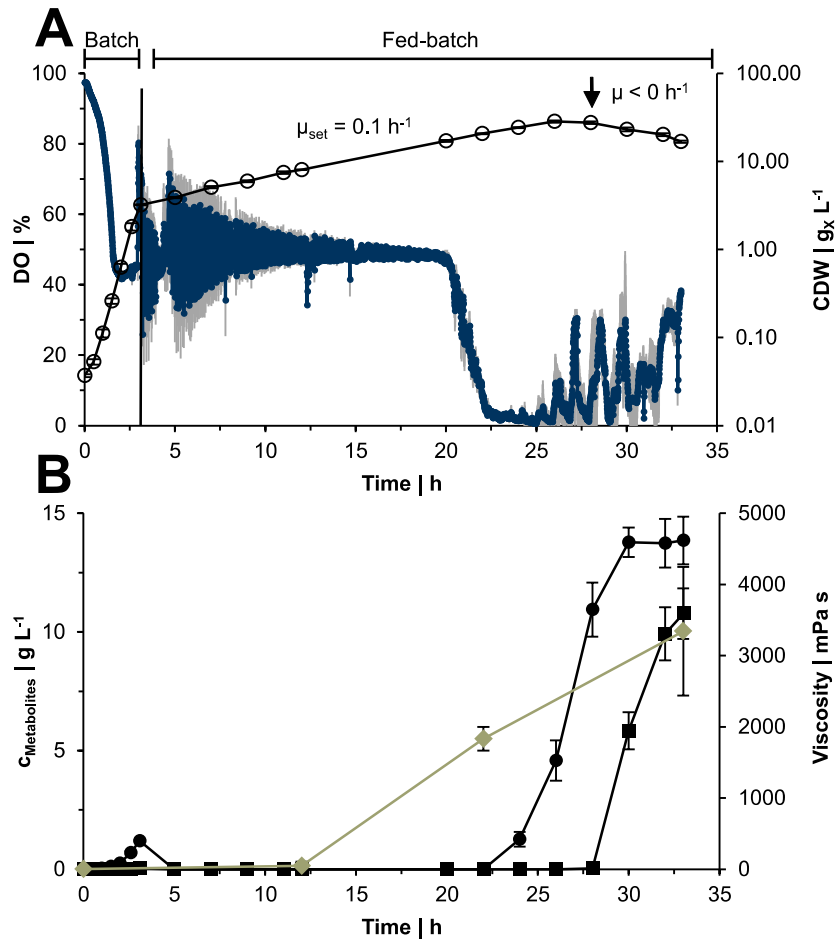 A
Batch
Fed-batch
100
80
60
40
20
0
DO | %
μset = 0.1 h-1
μ < 0 h-1
100.00
10.00
1.00
0.10
0.01
CDW | gX L-1
0 5 10 15 20 25 30 35
Time | h
B
15
10
5
0
cMetabolites | g L-1
5000
4000
3000
2000
1000
0
Viscosity | mPa s
0 5 10 15 20 25 30 35
Time | h